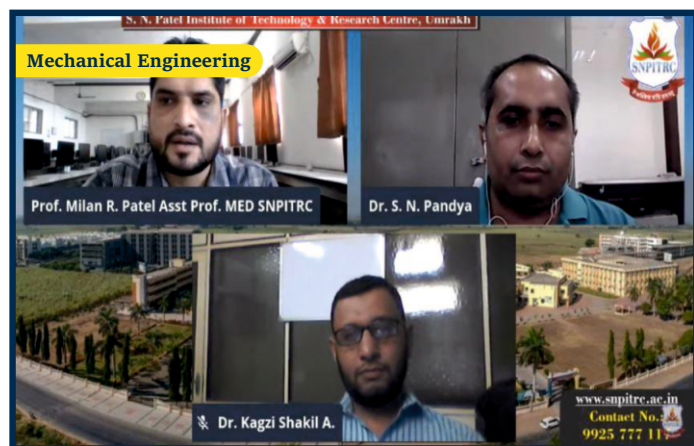 S. N. Patel Institute of Technology & Research Centre, Umrakh
Mechanical Engineering
SNPITRC
Prof. Milan R. Patel Asst Prof. MED SNPITRC
Dr. S. N. Pandya
Dr. Kagzi Shakil A.
www.snpitrc.ac.in
Contact No.:
9925 777 11